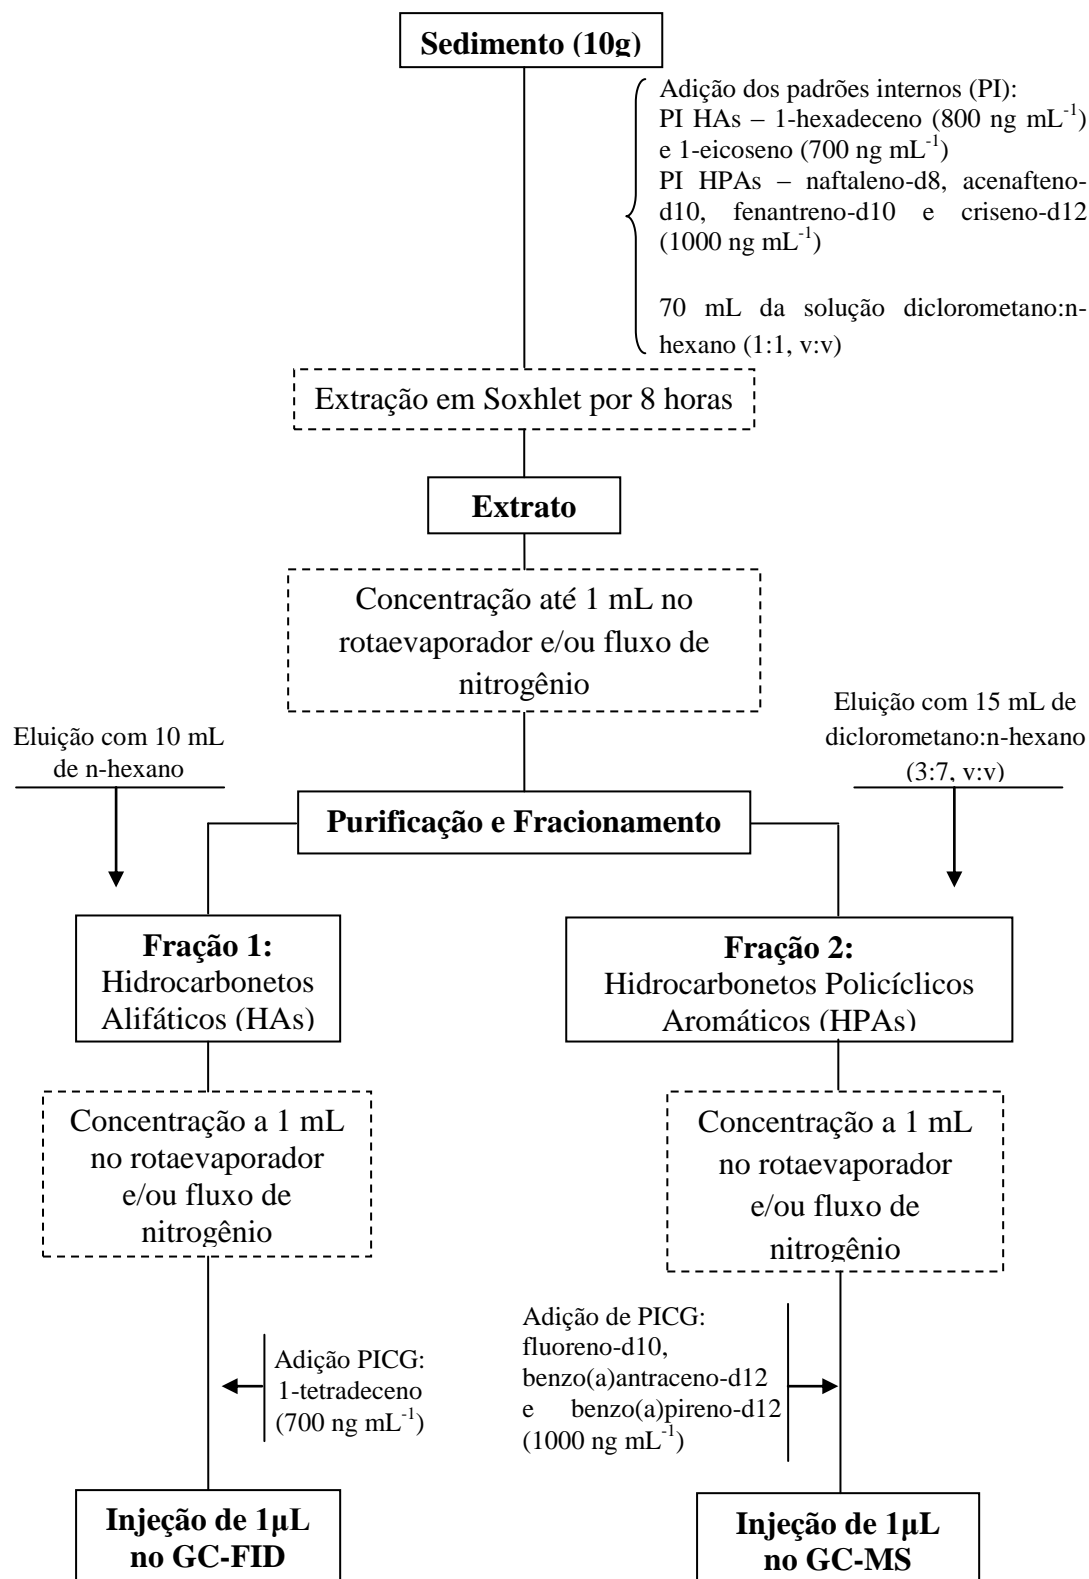 Sedimento (10g)
Adição dos padrões internos (PI):
PI HAs – 1-hexadeceno (800 ng mL⁻¹)
e 1-eicoseno (700 ng mL⁻¹)
PI HPAs – naftaleno-d8, acenafteno-
d10, fenantreno-d10 e criseno-d12
(1000 ng mL⁻¹)
70 mL da solução diclorometano:n-
hexano (1:1, v:v)
Extração em Soxhlet por 8 horas
Extrato
Concentração até 1 mL no
rotaevaporador e/ou fluxo de
nitrogênio
Eluição com 10 mL
de n-hexano
Eluição com 15 mL de
diclorometano:n-hexano
(3:7, v:v)
Purificação e Fracionamento
Fração 1:
Hidrocarbonetos
Alifáticos (HAs)
Fração 2:
Hidrocarbonetos Policíclicos
Aromáticos (HPAs)
Concentração a 1 mL
no rotaevaporador
e/ou fluxo de
nitrogênio
Concentração a 1 mL
no rotaevaporador
e/ou fluxo de
nitrogênio
Adição PICG:
1-tetradeceno
(700 ng mL⁻¹)
Adição de PICG:
fluoreno-d10,
benzo(a)antraceno-d12
e benzo(a)pireno-d12
(1000 ng mL⁻¹)
Injeção de 1µL
no GC-FID
Injeção de 1µL
no GC-MS